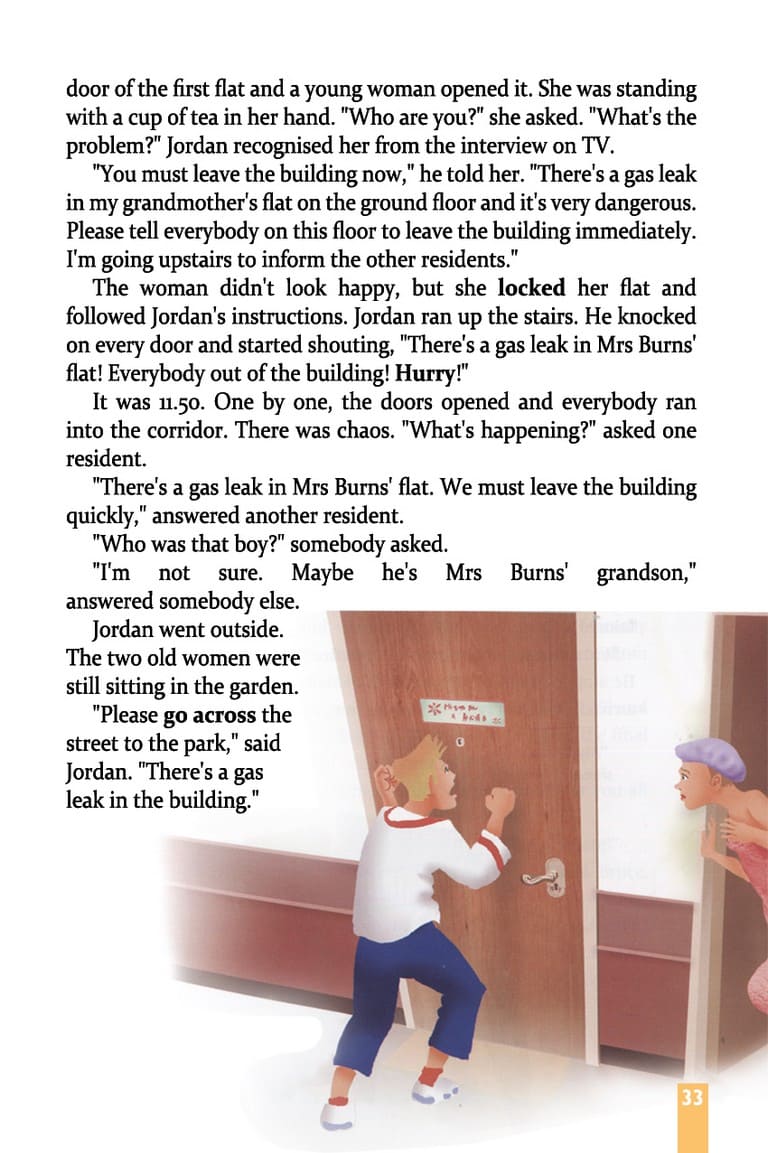 door of the first flat and a young woman opened it. She was standing
with a cup of tea in her hand. "Who are you?" she asked. "What's the
problem?" Jordan recognised her from the interview on TV.
"You must leave the building now," he told her. "There's a gas leak
in my grandmother's flat on the ground floor and it's very dangerous.
Please tell everybody on this floor to leave the building immediately.
I'm going upstairs to inform the other residents."
The woman didn't look happy, but she locked her flat and
followed Jordan's instructions. Jordan ran up the stairs. He knocked
on every door and started shouting, "There's a gas leak in Mrs Burns'
flat! Everybody out of the building! Hurry!"
It was 11.50. One by one, the doors opened and everybody ran
into the corridor. There was chaos. "What's happening?" asked one
resident.
"There's a gas leak in Mrs Burns' flat. We must leave the building
quickly," answered another resident.
"Who was that boy?" somebody asked.
"I'm not sure. Maybe he's Mrs Burns' grandson,"
answered somebody else.
Jordan went outside.
The two old women were
still sitting in the garden.
"Please go across the
street to the park," said
Jordan. "There's a gas
leak in the building."
33